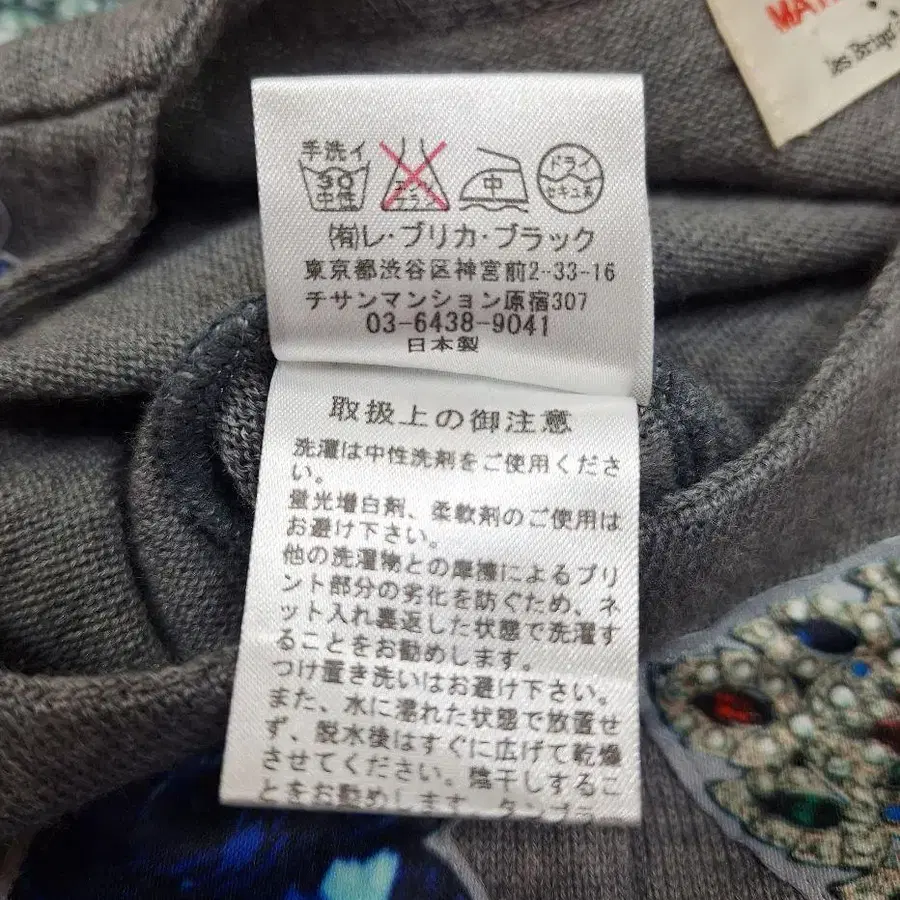 手洗イ
30
中性
エンソ
サラシ
中
ドライ
セキユ系
(有)レ・ブリカ・ブラック
東京都渋谷区神宮前2-33-16
チサンマンション原宿307
03-6438-9041
日本製
取扱上の御注意
洗濯は中性洗剤をご使用くださ
い。
蛍光増白剤、柔軟剤のご使用は
お避け下さい。
他の洗濯物との摩擦によるプリ
ント部分の劣化を防ぐため、ネ
ット入れ裏返した状態で洗濯す
ることをお勧めします。
つけ置き洗いはお避け下さい。
また、水に濡れた状態で放置せ
ず、脱水後はすぐに広げて乾燥
させてください。陰干しするこ
とをお勧めします。タンブラ